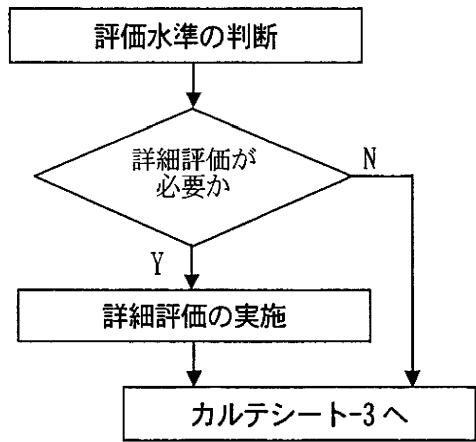 評価水準の判断
詳細評価が
必要か
N
Y
詳細評価の実施
カルテシート-3へ